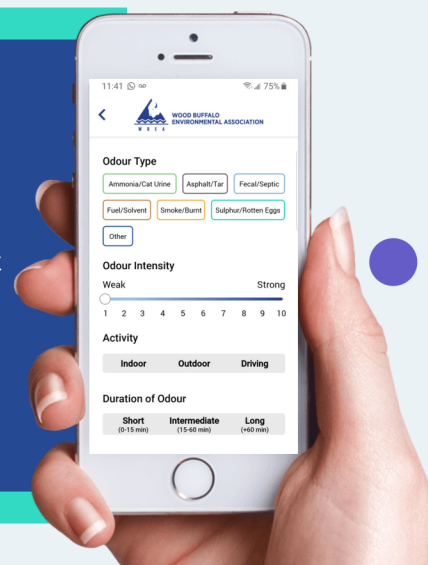 11:41
75%
WOOD BUFFALO
ENVIRONMENTAL ASSOCIATION
W B E A
Odour Type
Ammonia/Cat Urine Asphalt/Tar Fecal/Septic
Fuel/Solvent Smoke/Burnt Sulphur/Rotten Eggs
Other
Odour Intensity
Weak Strong
1 2 3 4 5 6 7 8 9 10
Activity
Indoor Outdoor Driving
Duration of Odour
Short Intermediate Long
(0-15 min) (15-60 min) (+60 min)